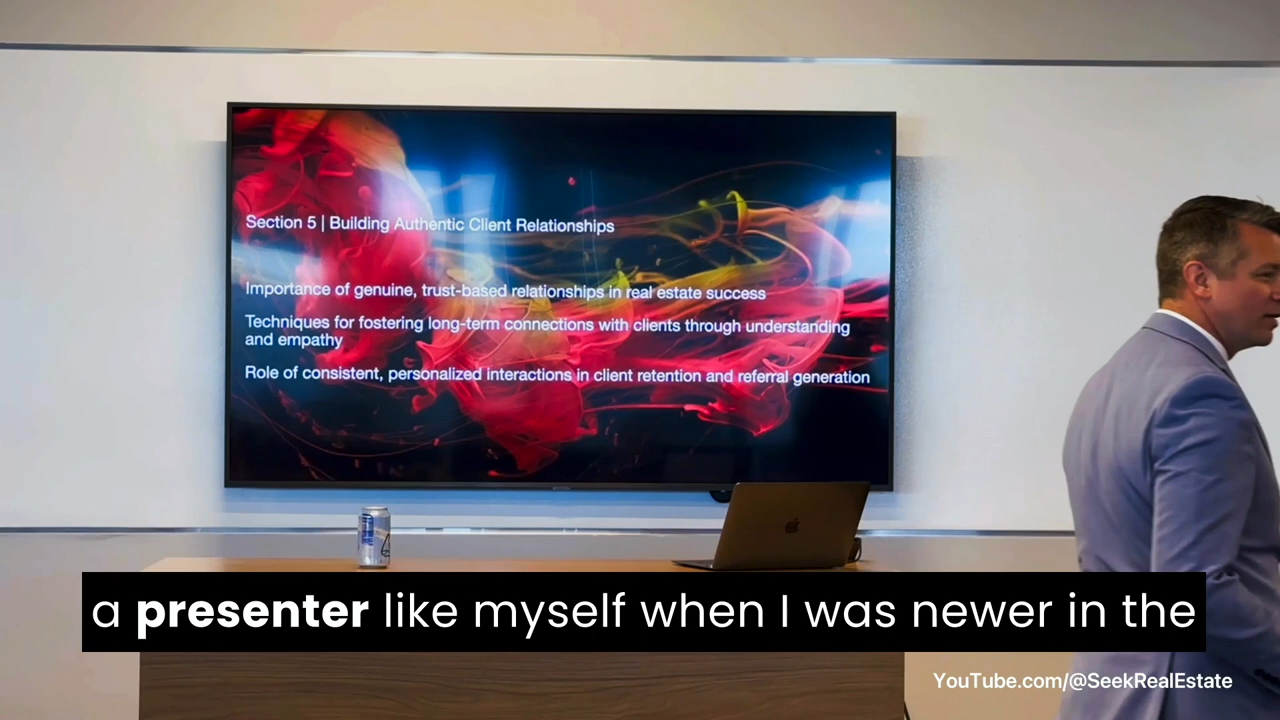 Section 5 | Building Authentic Client Relationships
Importance of genuine, trust-based relationships in real estate success
Techniques for fostering long-term connections with clients through understanding
and empathy
Role of consistent, personalized interactions in client retention and referral generation
a presenter like myself when I was newer in the
YouTube.com/@SeekRealEstate